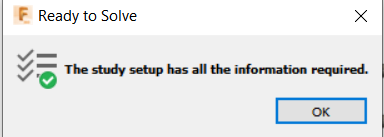 Ready to Solve
The study setup has all the information required.
OK